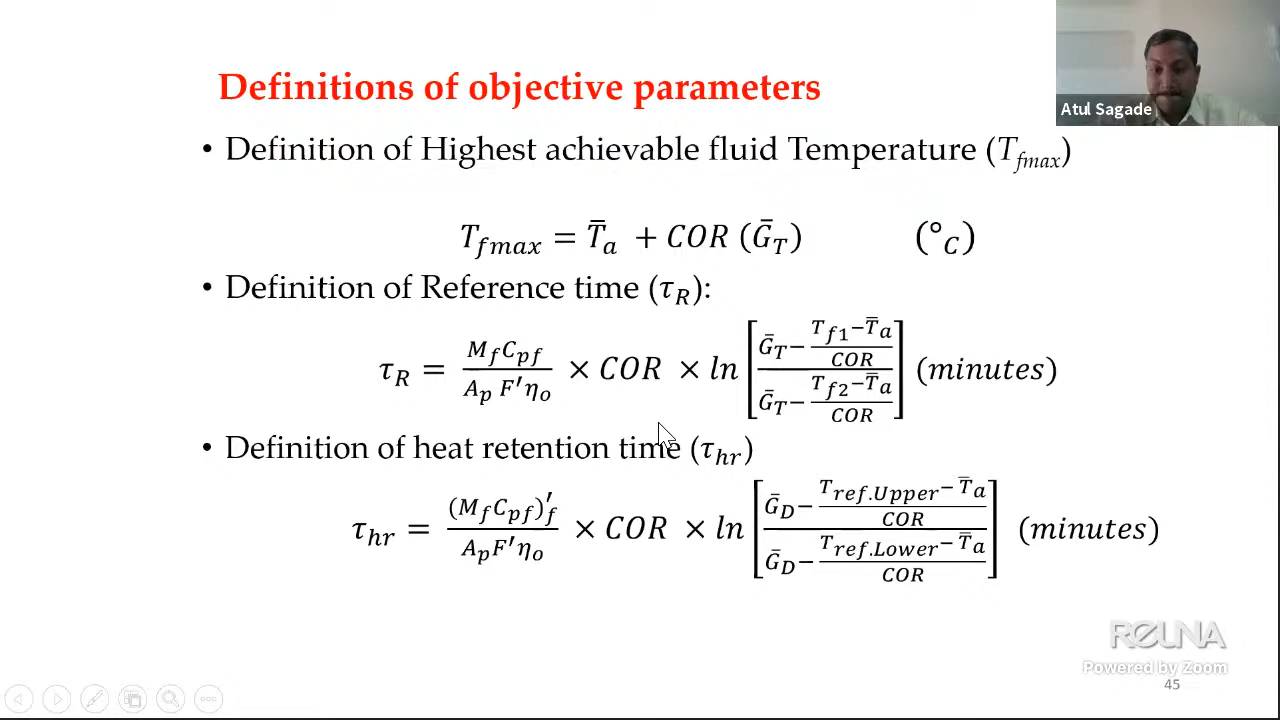 Definitions of objective parameters
Atul Sagade
• Definition of Highest achievable fluid Temperature (T_fmax)
T_fmax = T̄_a + COR (Ḡ_T) (°_C)
• Definition of Reference time (τ_R):
τ_R = M_f C_pf / A_p F′η_o × COR × ln [ Ḡ_T − (T_f1 − T̿_a / COR) / Ḡ_T − (T_f2 − T̿_a / COR) ] (minutes)
• Definition of heat retention time (τ_hr)
τ_hr = (M_f C_pf)′_f / A_p F′η_o × COR × ln [ Ḡ_D − (T_ref.Upper − T̿_a / COR) / Ḡ_D − (T_ref.Lower − T̿_a / COR) ] (minutes)
RELNA
Powered by Zoom
45